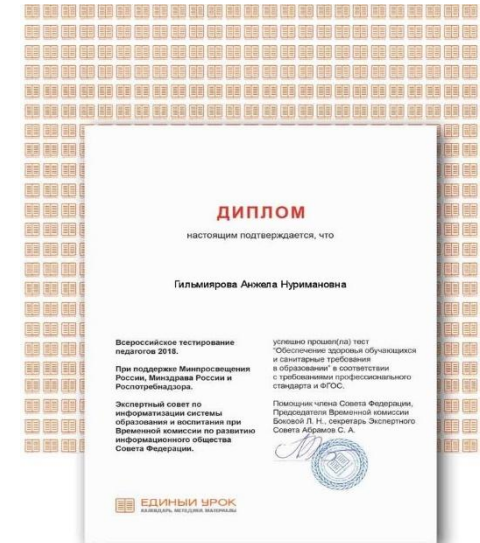 ДИПЛОМ
настоящим подтверждается, что
Гильмиярова Анжела Нуримановна
Всероссийское тестирование
педагогов 2018.
При поддержке Минпросвещения
России, Минздрава России и
Роспотребнадзора.
Экспертный совет по
информатизации системы
образования и воспитания при
Временной комиссии по развитию
информационного общества
Совета Федерации.
успешно прошел(ла) тест
"Обеспечение здоровья обучающихся
и санитарные требования
в образовании" в соответствии
с требованиями профессионального
стандарта и ФГОС.
Помощник члена Совета Федерации,
Председателя Временной комиссии
Боковой Л. Н., секретарь Экспертного
Совета Абрамов С. А.
ЕДИНЫЙ УРОК
КАЛЕНДАРЬ, МЕТОДИКИ, МАТЕРИАЛЫ